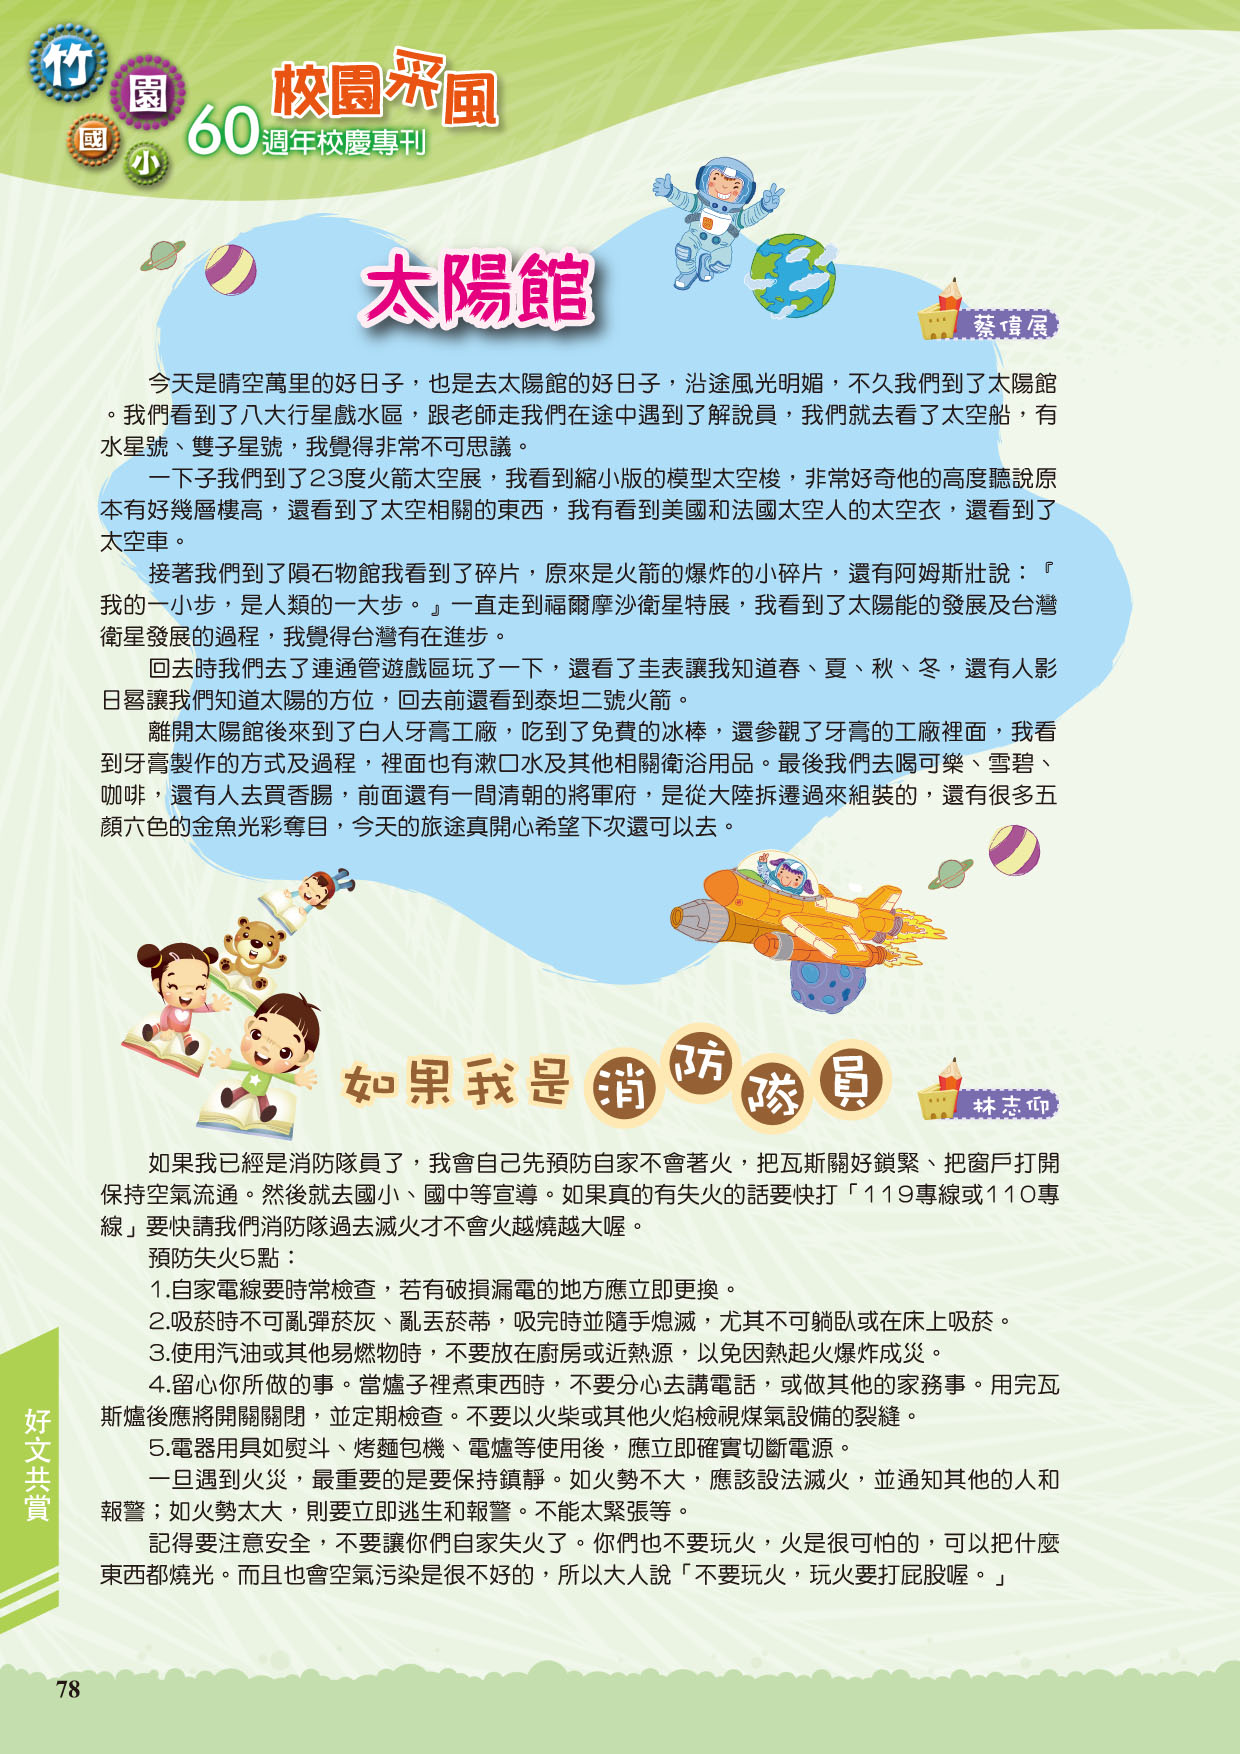 竹園國小
校園采風
60週年校慶專刊
太陽館
蔡偉展
今天是晴空萬里的好日子，也是去太陽館的好日子，沿途風光明媚，不久我們到了太陽館
。我們看到了八大行星戲水區，跟老師走我們在途中遇到了解說員，我們就去看了太空船，有
水星號、雙子星號，我覺得非常不可思議。
一下子我們到了23度火箭太空展，我看到縮小版的模型太空梭，非常好奇他的高度聽說原
本有好幾層樓高，還看到了太空相關的東西，我有看到美國和法國太空人的太空衣，還看到了
太空車。
接著我們到了隕石物館我看到了碎片，原來是火箭的爆炸的小碎片，還有阿姆斯壯說：『
我的一小步，是人類的一大步。』一直走到福爾摩沙衛星特展，我看到了太陽能的發展及台灣
衛星發展的過程，我覺得台灣有在進步。
回去時我們去了連通管遊戲區玩了一下，還看了圭表讓我知道春、夏、秋、冬，還有人影
日晷讓我們知道太陽的方位，回去前還看到泰坦二號火箭。
離開太陽館後來到了白人牙膏工廠，吃到了免費的冰棒，還參觀了牙膏的工廠裡面，我看
到牙膏製作的方式及過程，裡面也有漱口水及其他相關衛浴用品。最後我們去喝可樂、雪碧、
咖啡，還有人去買香腸，前面還有一間清朝的將軍府，是從大陸拆遷過來組裝的，還有很多五
顏六色的金魚光彩奪目，今天的旅途真開心希望下次還可以去。
如果我是消防隊員
林志仰
如果我已經是消防隊員了，我會自己先預防自家不會著火，把瓦斯關好鎖緊、把窗戶打開
保持空氣流通。然後就去國小、國中等宣導。如果真的有失火的話要快打「119專線或110專
線」要快請我們消防隊過去滅火才不會火越燒越大喔。
預防失火5點：
1.自家電線要時常檢查，若有破損漏電的地方應立即更換。
2.吸菸時不可亂彈菸灰、亂丟菸蒂，吸完時並隨手熄滅，尤其不可躺臥或在床上吸菸。
3.使用汽油或其他易燃物時，不要放在廚房或近熱源，以免因熱起火爆炸成災。
4.留心你所做的事。當爐子裡煮東西時，不要分心去講電話，或做其他的家務事。用完瓦
斯爐後應將開關關閉，並定期檢查。不要以火柴或其他火焰檢視煤氣設備的裂縫。
5.電器用具如熨斗、烤麵包機、電爐等使用後，應立即確實切斷電源。
一旦遇到火災，最重要的是要保持鎮靜。如火勢不大，應該設法滅火，並通知其他的人和
報警；如火勢太大，則要立即逃生和報警。不能太緊張等。
記得要注意安全，不要讓你們自家失火了。你們也不要玩火，火是很可怕的，可以把什麼
東西都燒光。而且也會空氣污染是很不好的，所以大人說「不要玩火，玩火要打屁股喔。」
好文共賞
78